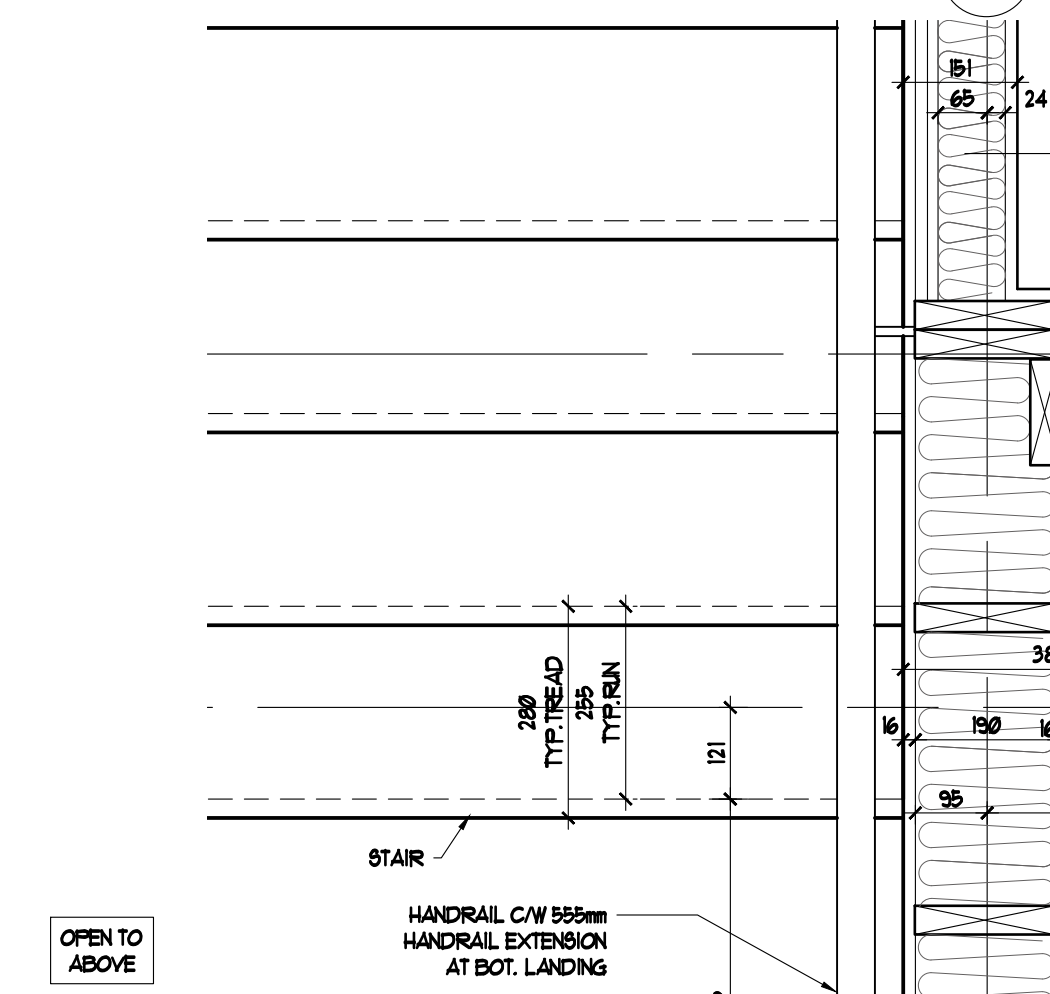 151
65
24
280
TYP. TREAD
255
TYP. RUN
121
38
16
190
16
95
STAIR
HANDRAIL C/W 555mm
HANDRAIL EXTENSION
AT BOT. LANDING
OPEN TO
ABOVE